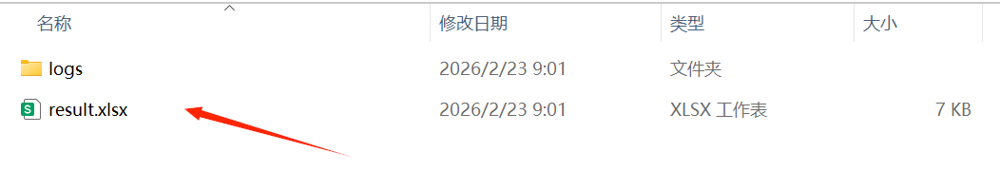 名称 修改日期 类型 大小
logs 2026/2/23 9:01 文件夹
result.xlsx 2026/2/23 9:01 XLSX 工作表 7 KB